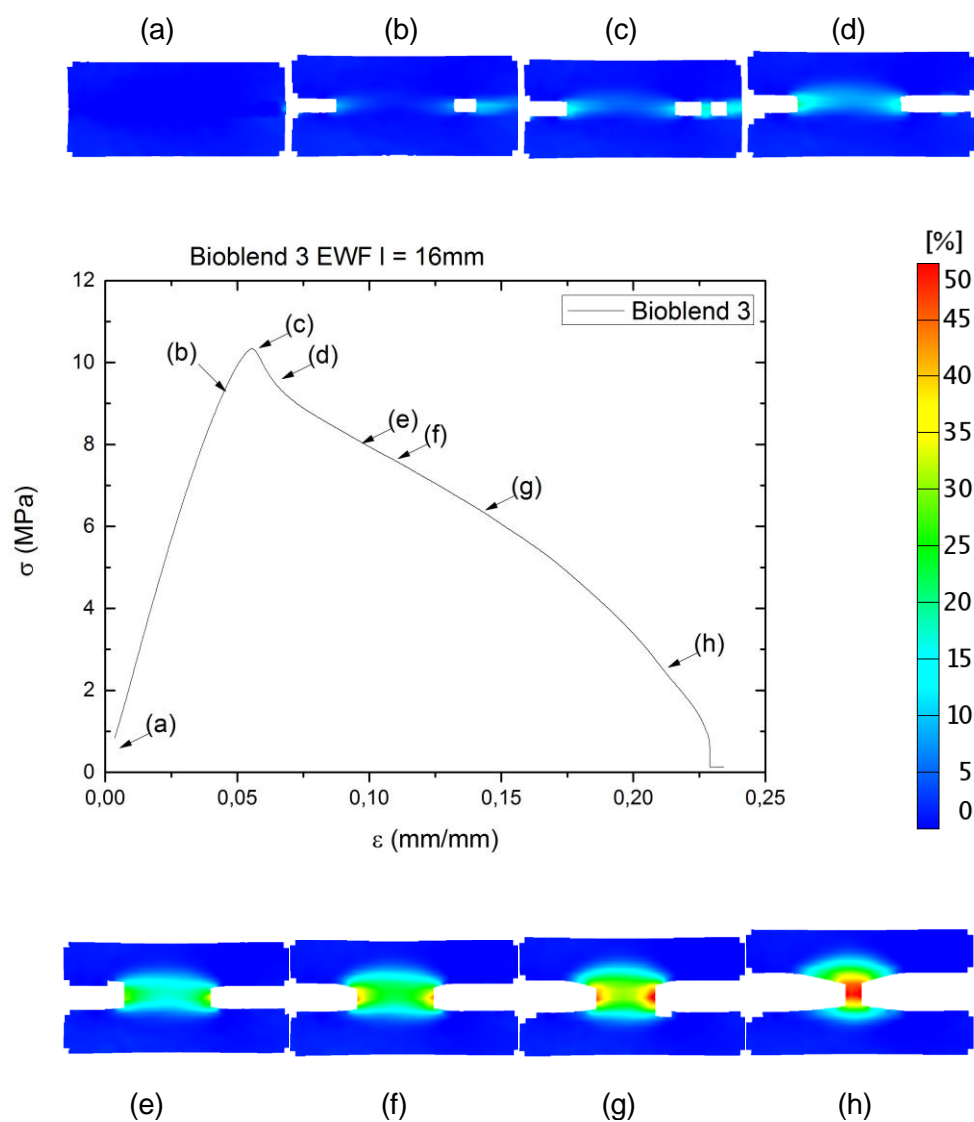 (a) (b) (c) (d)
Bioblend 3 EWF l = 16mm
[%]
Bioblend 3
12
10
8
6
4
2
0
σ (MPa)
(a)
(b)
(c)
(d)
(e)
(f)
(g)
(h)
0,00 0,05 0,10 0,15 0,20 0,25
ε (mm/mm)
50
45
40
35
30
25
20
15
10
5
0
(e) (f) (g) (h)